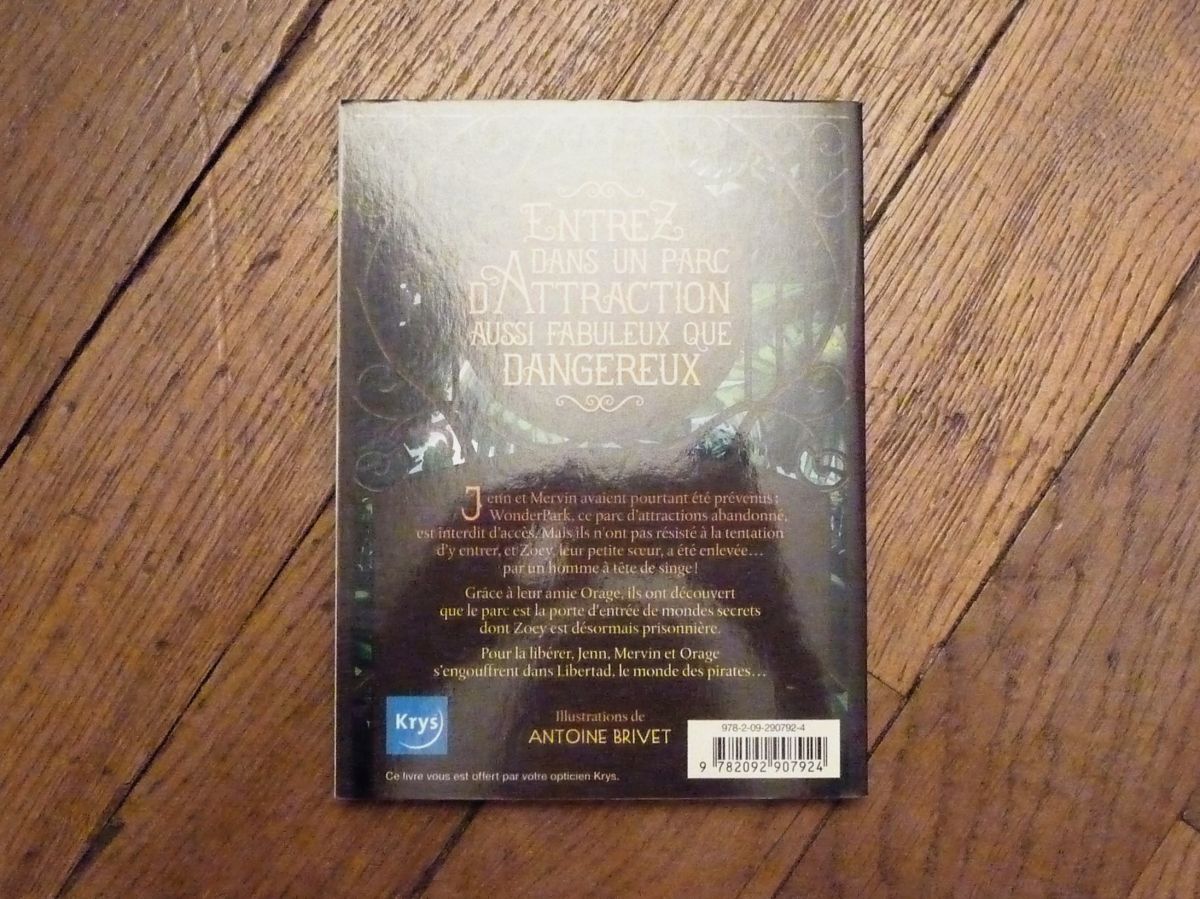 ENTREZ
DANS UN PARC
D'ATTRACTION
AUSSI FABULEUX QUE
DANGEREUX
Jenn et Mervin avaient pourtant été prévenus :
WonderPark, ce parc d'attractions abandonné,
est interdit d'accès. Mais ils n'ont pas résisté à la tentation
d'y entrer, et Zoey, leur petite sœur, a été enlevée…
par un homme à tête de singe !
Grâce à leur amie Orage, ils ont découvert
que le parc est la porte d'entrée de mondes secrets
dont Zoey est désormais prisonnière.
Pour la libérer, Jenn, Mervin et Orage
s'engouffrent dans Libertad, le monde des pirates…
Krys
Illustrations de
ANTOINE BRIVET
978-2-09-290792-4
9 782092 907924
Ce livre vous est offert par votre opticien Krys.